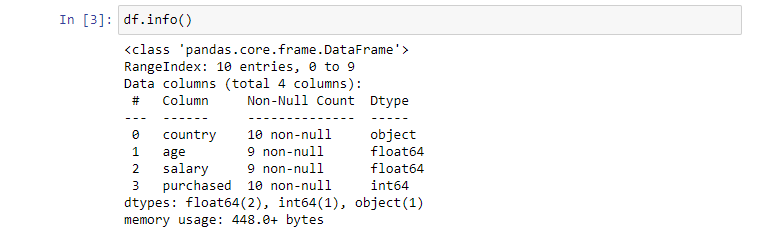 In [3]: df.info()
<class 'pandas.core.frame.DataFrame'>
RangeIndex: 10 entries, 0 to 9
Data columns (total 4 columns):
 #   Column     Non-Null Count  Dtype
---  ------     --------------  -----
 0   country    10 non-null     object
 1   age        9 non-null      float64
 2   salary     9 non-null      float64
 3   purchased  10 non-null     int64
dtypes: float64(2), int64(1), object(1)
memory usage: 448.0+ bytes